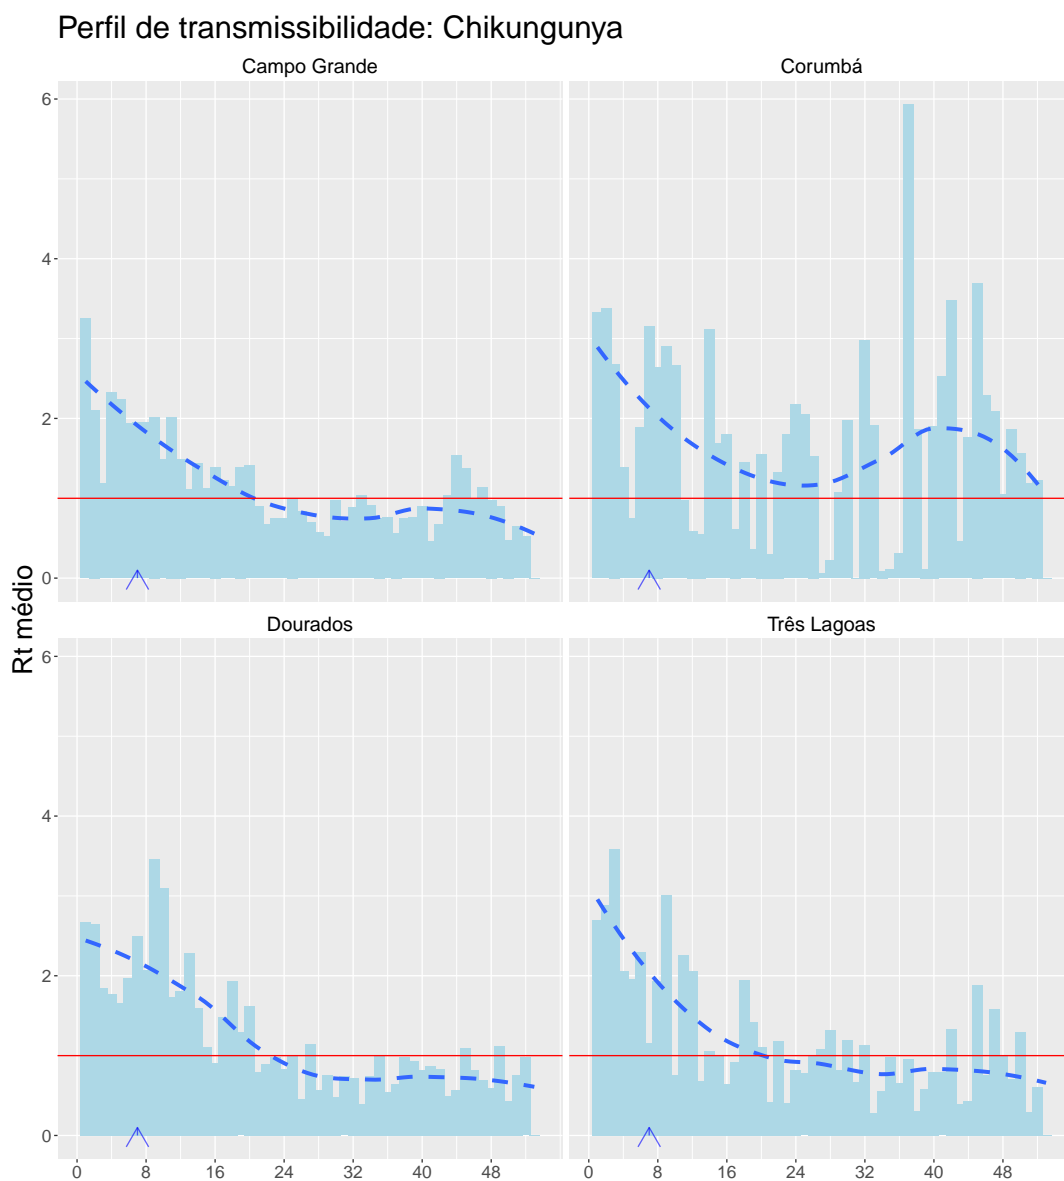 Perfil de transmissibilidade: Chikungunya
Campo Grande
Corumbá
6
4
2
0
Rt médio
Dourados
Três Lagoas
6
4
2
0
0 8 16 24 32 40 48
0 8 16 24 32 40 48